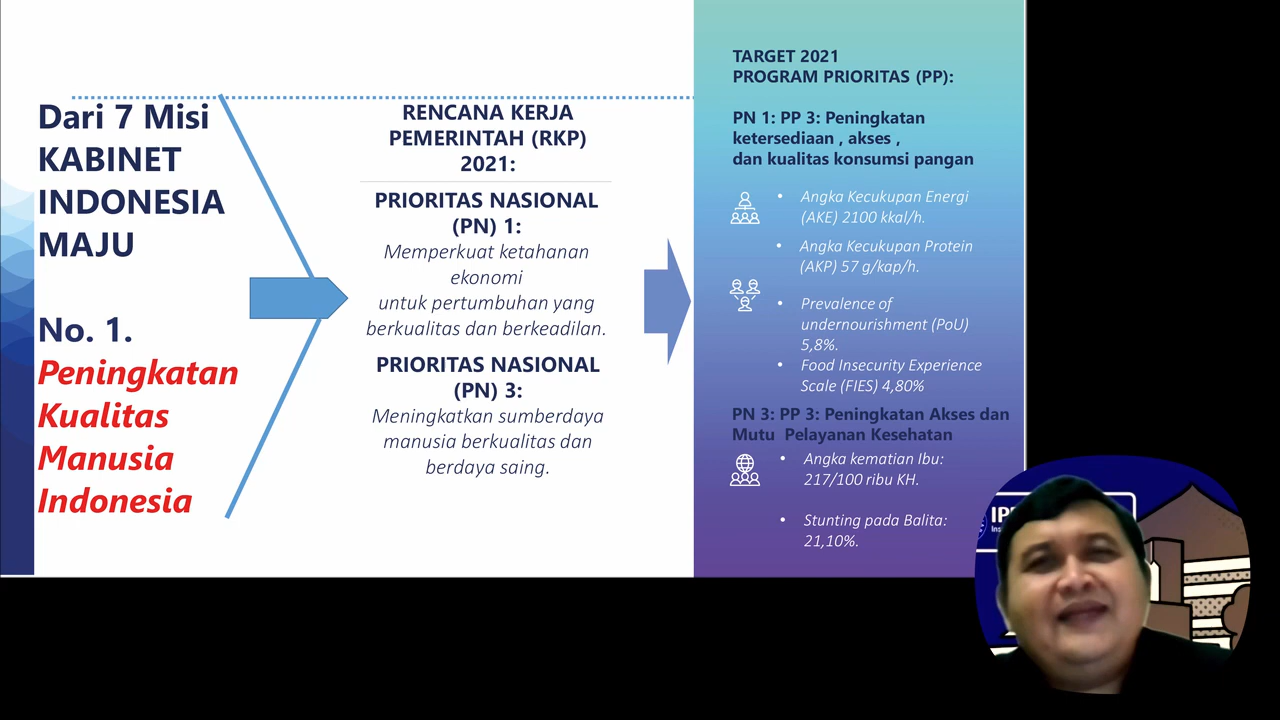 Dari 7 Misi
KABINET
INDONESIA
MAJU
No. 1.
Peningkatan
Kualitas
Manusia
Indonesia
RENCANA KERJA
PEMERINTAH (RKP)
2021:
PRIORITAS NASIONAL
(PN) 1:
Memperkuat ketahanan
ekonomi
untuk pertumbuhan yang
berkualitas dan berkeadilan.
PRIORITAS NASIONAL
(PN) 3:
Meningkatkan sumberdaya
manusia berkualitas dan
berdaya saing.
TARGET 2021
PROGRAM PRIORITAS (PP):
PN 1: PP 3: Peningkatan
ketersediaan , akses ,
dan kualitas konsumsi pangan
• Angka Kecukupan Energi
(AKE) 2100 kkal/h.
• Angka Kecukupan Protein
(AKP) 57 g/kap/h.
• Prevalence of
undernourishment (PoU)
5,8%.
• Food Insecurity Experience
Scale (FIES) 4,80%
PN 3: PP 3: Peningkatan Akses dan
Mutu Pelayanan Kesehatan
• Angka kematian Ibu:
217/100 ribu KH.
• Stunting pada Balita:
21,10%.